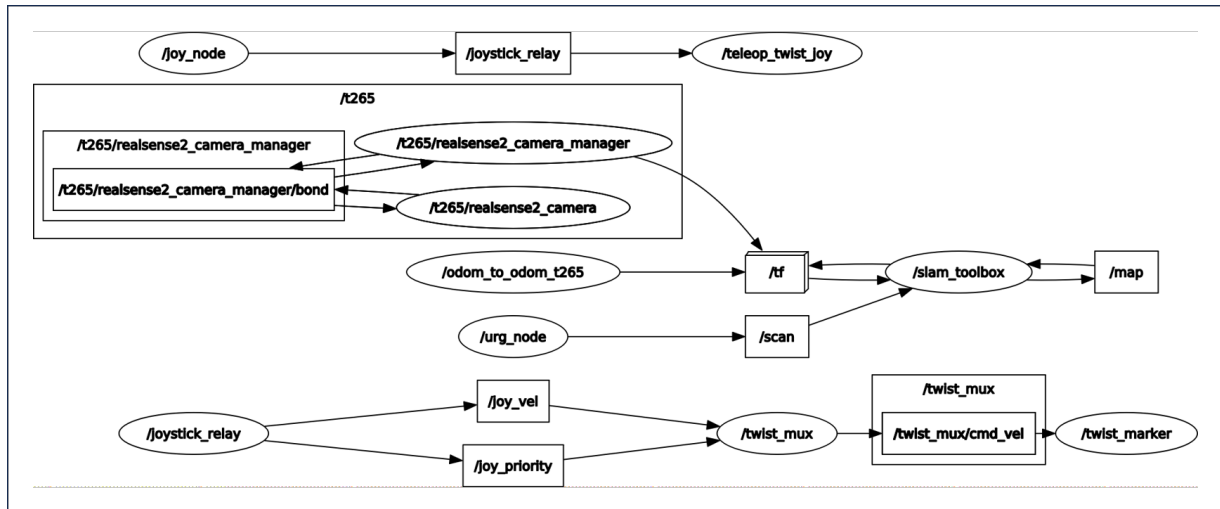 /joy_node
/joystick_relay
/teleop_twist_joy
/t265
/t265/realsense2_camera_manager
/t265/realsense2_camera_manager
/t265/realsense2_camera_manager/bond
/t265/realsense2_camera
/odom_to_odom_t265
/tf
/slam_toolbox
/map
/urg_node
/scan
/joystick_relay
/joy_vel
/joy_priority
/twist_mux
/twist_mux
/twist_mux/cmd_vel
/twist_marker